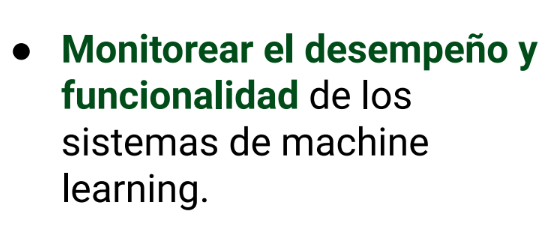 ● Monitorear el desempeño y
funcionalidad de los
sistemas de machine
learning.